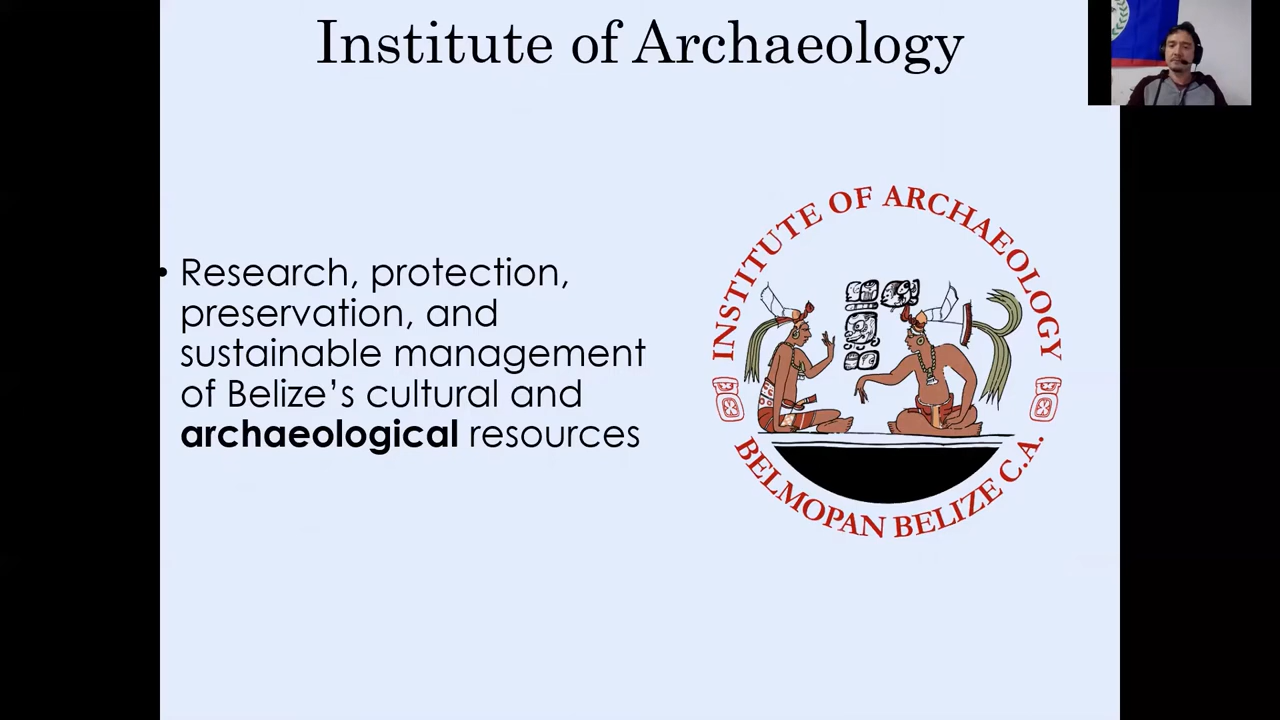 Institute of Archaeology
• Research, protection,
preservation, and
sustainable management
of Belize’s cultural and
archaeological resources
INSTITUTE OF ARCHAEOLOGY
BELMOPAN BELIZE C.A.